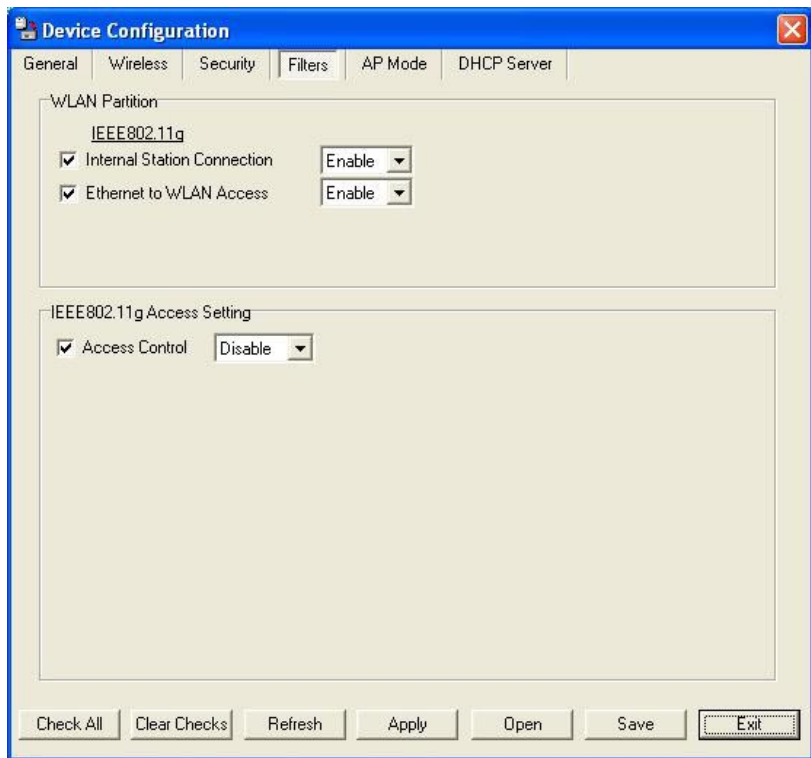 Device Configuration
General Wireless Security Filters AP Mode DHCP Server
WLAN Partition
IEEE802.11g
Internal Station Connection Enable
Ethernet to WLAN Access Enable
IEEE802.11g Access Setting
Access Control Disable
Check All Clear Checks Refresh Apply Open Save Exit